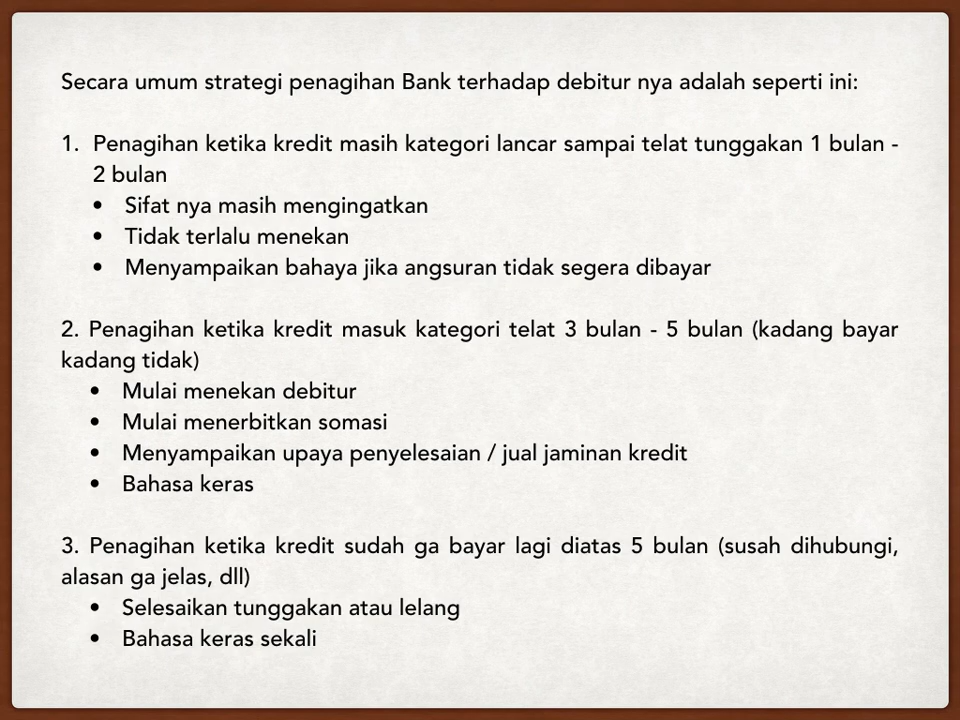 Secara umum strategi penagihan Bank terhadap debitur nya adalah seperti ini:
1. Penagihan ketika kredit masih kategori lancar sampai telat tunggakan 1 bulan -
2 bulan
• Sifat nya masih mengingatkan
• Tidak terlalu menekan
• Menyampaikan bahaya jika angsuran tidak segera dibayar
2. Penagihan ketika kredit masuk kategori telat 3 bulan - 5 bulan (kadang bayar
kadang tidak)
• Mulai menekan debitur
• Mulai menerbitkan somasi
• Menyampaikan upaya penyelesaian / jual jaminan kredit
• Bahasa keras
3. Penagihan ketika kredit sudah ga bayar lagi diatas 5 bulan (susah dihubungi,
alasan ga jelas, dll)
• Selesaikan tunggakan atau lelang
• Bahasa keras sekali